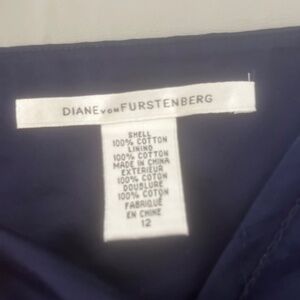 DIANE VON FURSTENBERG
SHELL
100% COTTON
LINING
100% COTTON
MADE IN CHINA
EXTERIEUR
100% COTON
DOUBLURE
100% COTON
FABRIQUÉ
EN CHINE
12